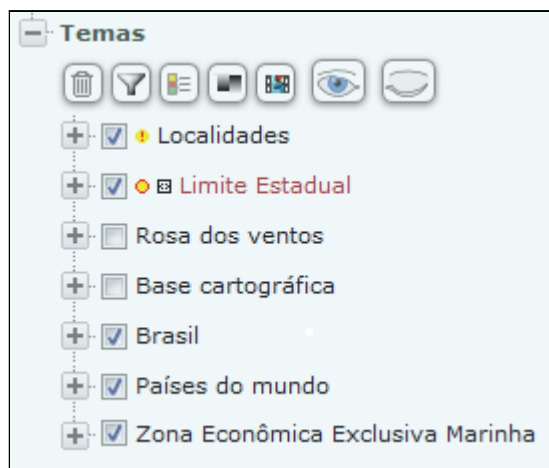 Temas
Localidades
Limite Estadual
Rosa dos ventos
Base cartográfica
Brasil
Países do mundo
Zona Econômica Exclusiva Marinha